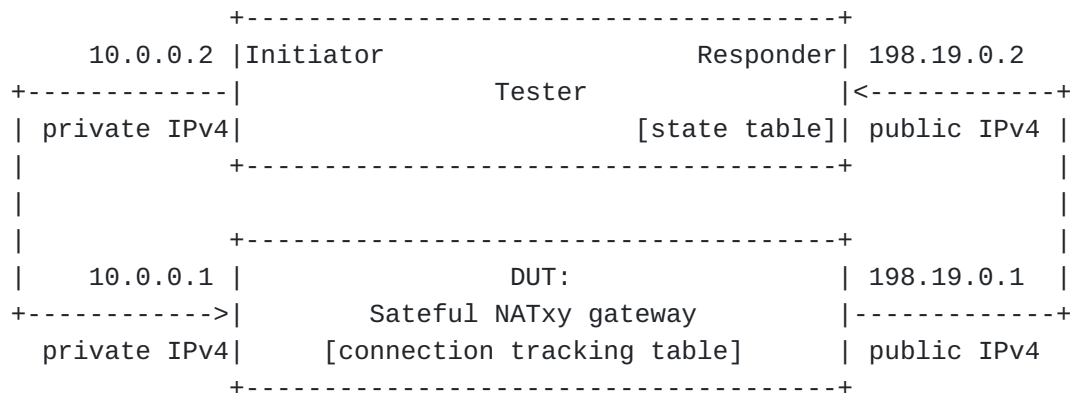 10.0.0.2 Initiator Responder 198.19.0.2
Tester
private IPv4 [state table] public IPv4
10.0.0.1 DUT: 198.19.0.1
Sateful NATxy gateway
private IPv4 [connection tracking table] public IPv4